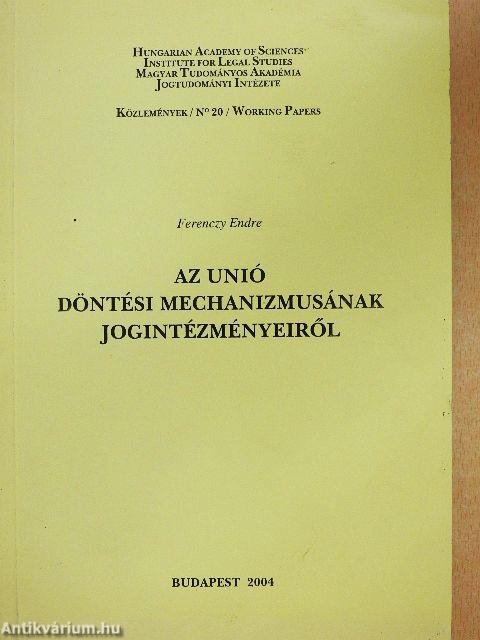 HUNGARIAN ACADEMY OF SCIENCES
INSTITUTE FOR LEGAL STUDIES
MAGYAR TUDOMÁNYOS AKADÉMIA
JOGTUDOMÁNYI INTÉZETE
KÖZLEMÉNYEK / Nº 20 / WORKING PAPERS
Ferenczy Endre
AZ UNIÓ
DÖNTÉSI MECHANIZMUSÁNAK
JOGINTÉZMÉNYEIRŐL
BUDAPEST 2004
Antikvárium.hu